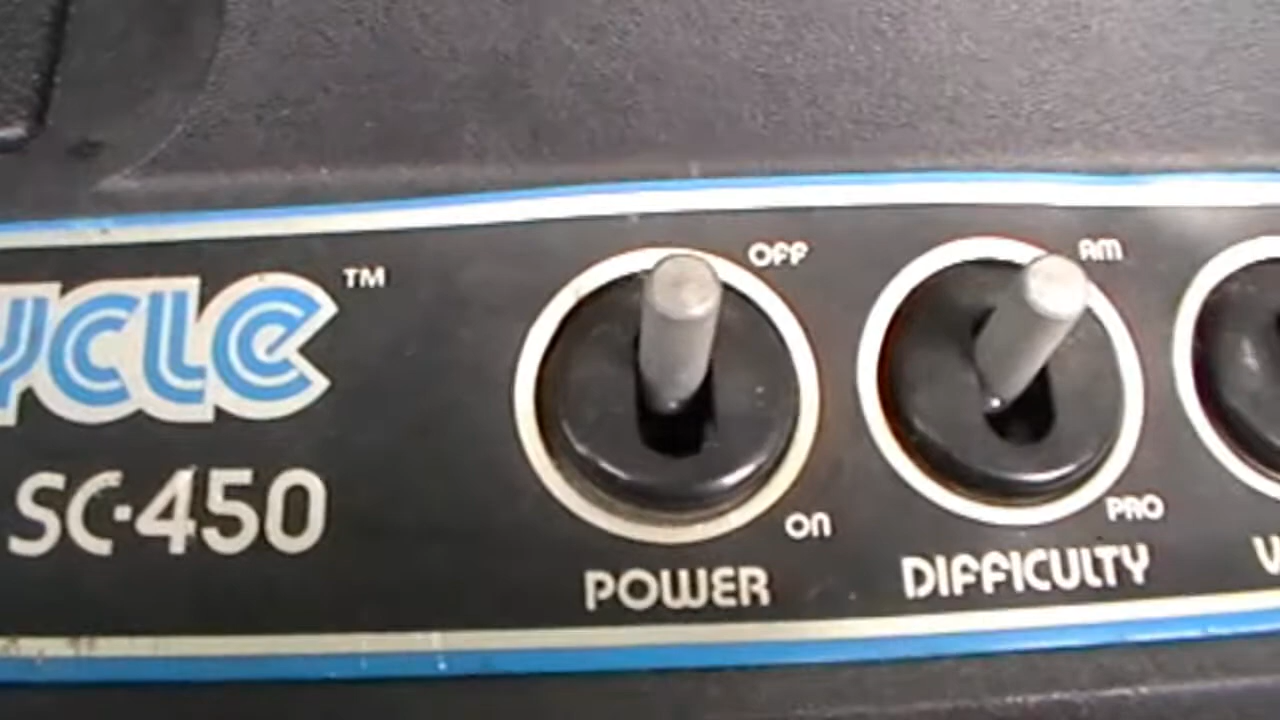 YCLE™
SC-450
OFF
ON
POWER
AM
PRO
DIFFICULTY